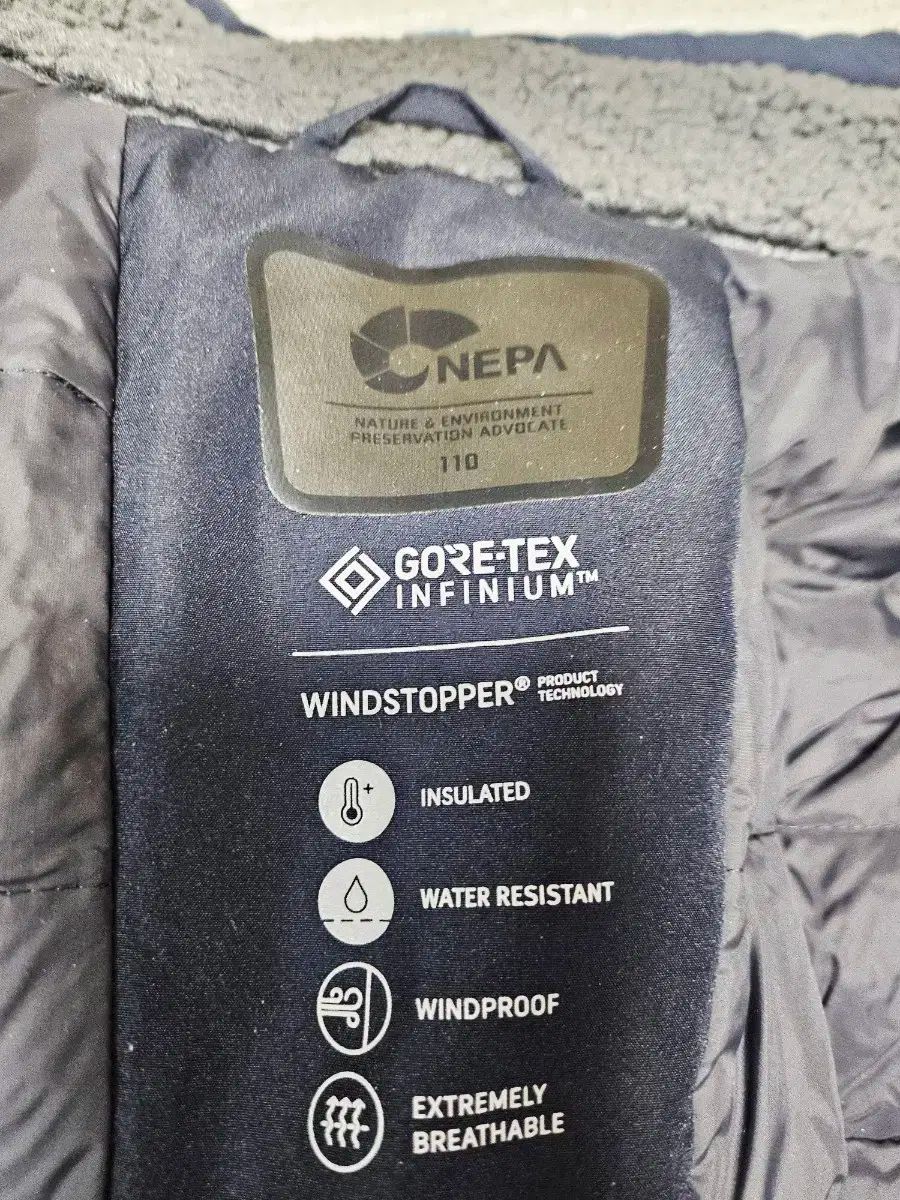 NEPA
NATURE & ENVIRONMENT
PRESERVATION ADVOCATE
110
GORE-TEX
INFINIUM™
WINDSTOPPER® PRODUCT
TECHNOLOGY
INSULATED
WATER RESISTANT
WINDPROOF
EXTREMELY
BREATHABLE